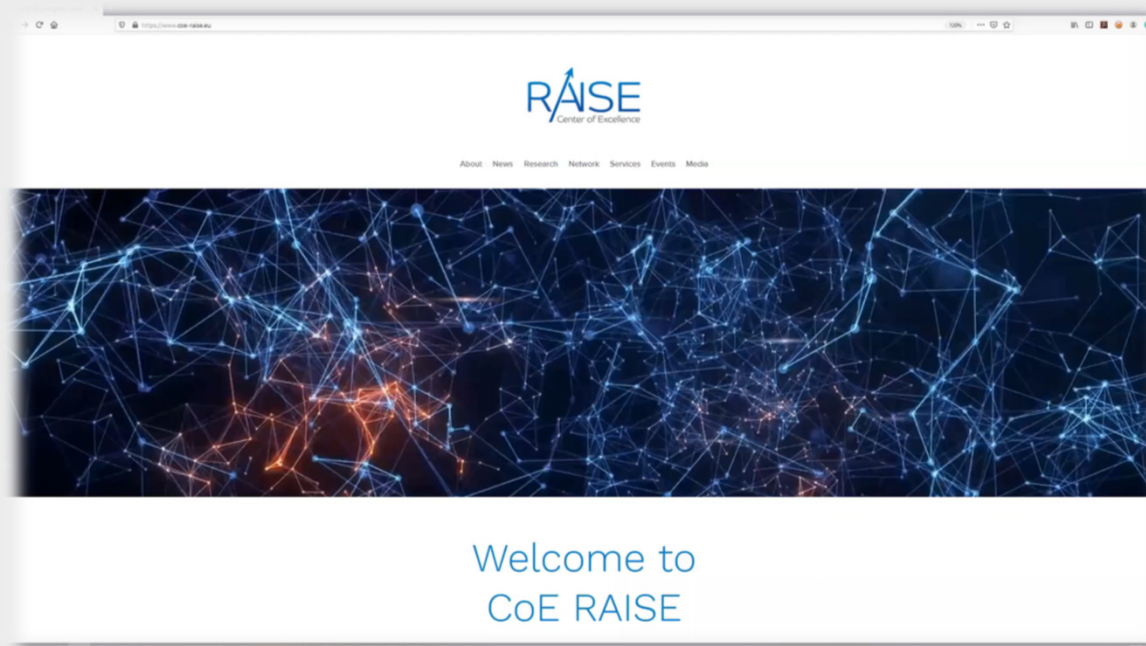 https://www.coe-raise.eu
120%
RAISE
Center of Excellence
About News Research Network Services Events Media
Welcome to
CoE RAISE